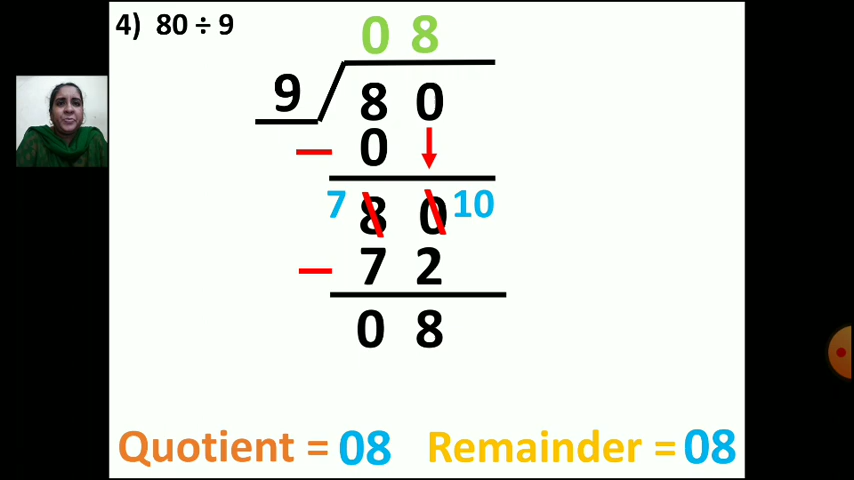 4) 80 ÷ 9
0 8
9 8 0
− 0 ↓
7 8 0 10
− 7 2
0 8
Quotient = 08 Remainder = 08